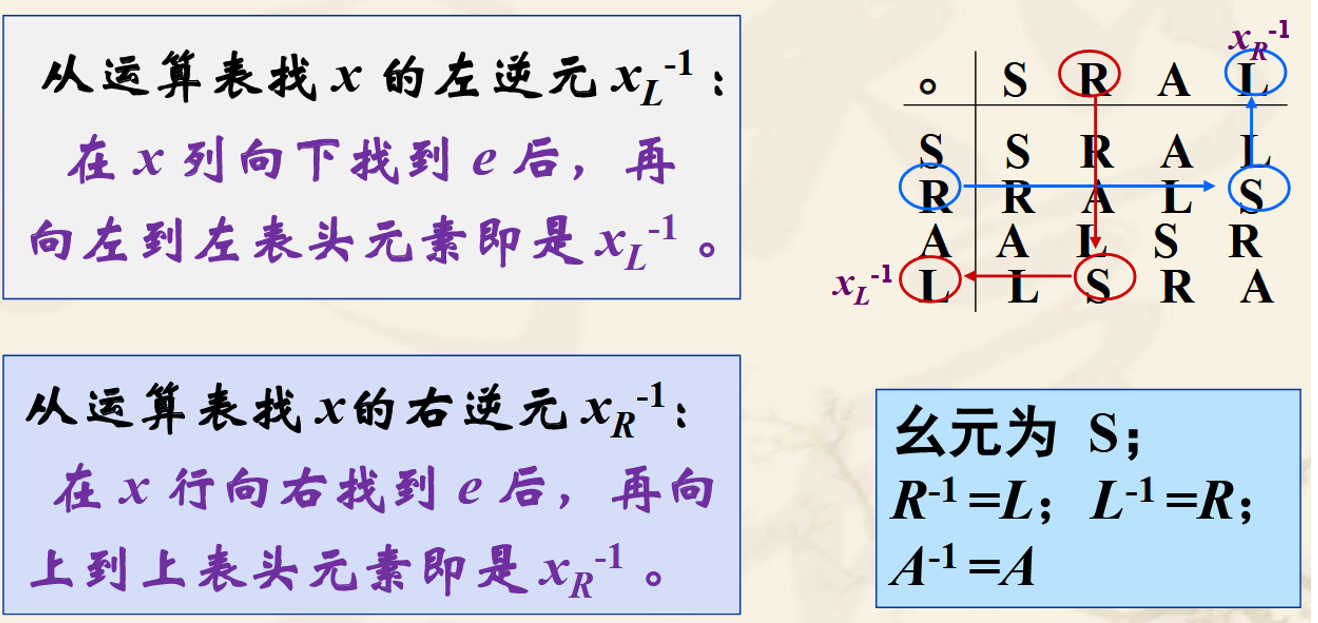 从运算表找 x 的左逆元 x_L^-1：
在 x 列向下找到 e 后，再
向左到左表头元素即是 x_L^-1 。
x_R^-1
。 S R A L
S S R A L
R R A L S
A A L S R
x_L^-1 L L S R A
从运算表找 x的右逆元 x_R^-1：
在 x 行向右找到 e 后，再向
上到上表头元素即是 x_R^-1 。
幺元为 S；
R^-1 =L；L^-1 =R；
A^-1 =A